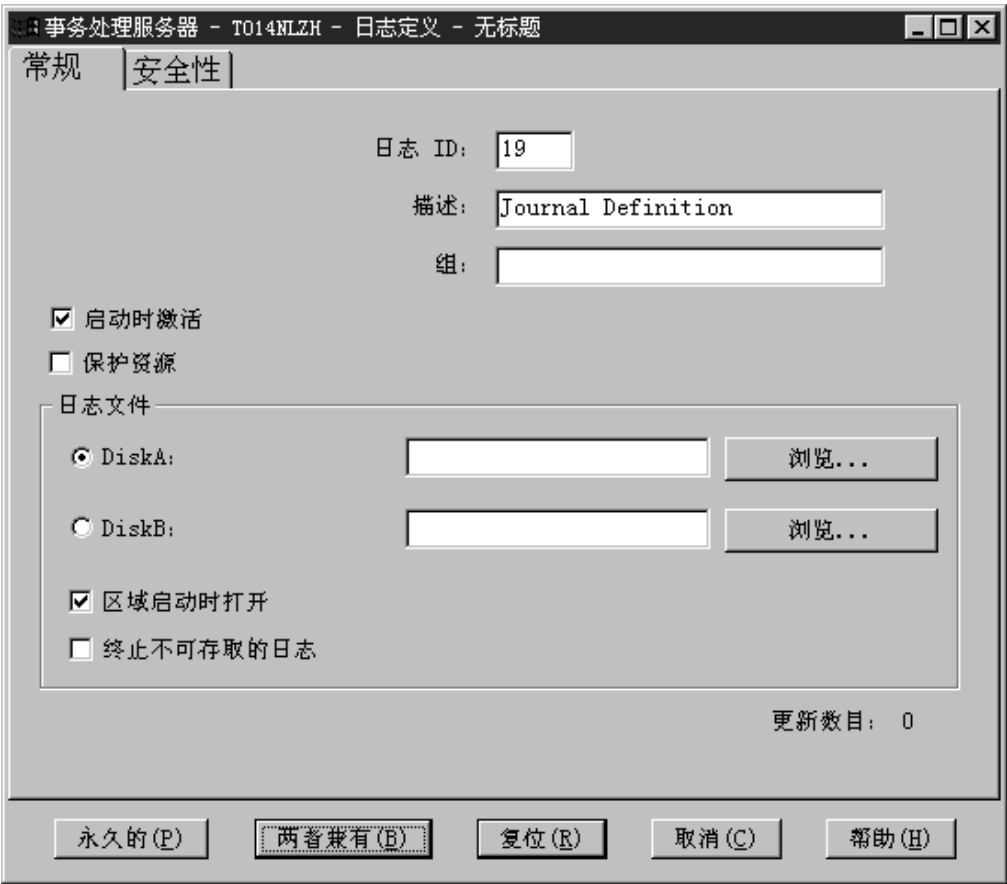 事务处理服务器 - TO14NLZH - 日志定义 - 无标题
常规 安全性
日志 ID: 19
描述: Journal Definition
组:
启动时激活
保护资源
日志文件
DiskA: 浏览...
DiskB: 浏览...
区域启动时打开
终止不可存取的日志
更新数目: 0
永久的(P) 两者兼有(B) 复位(R) 取消(C) 帮助(H)